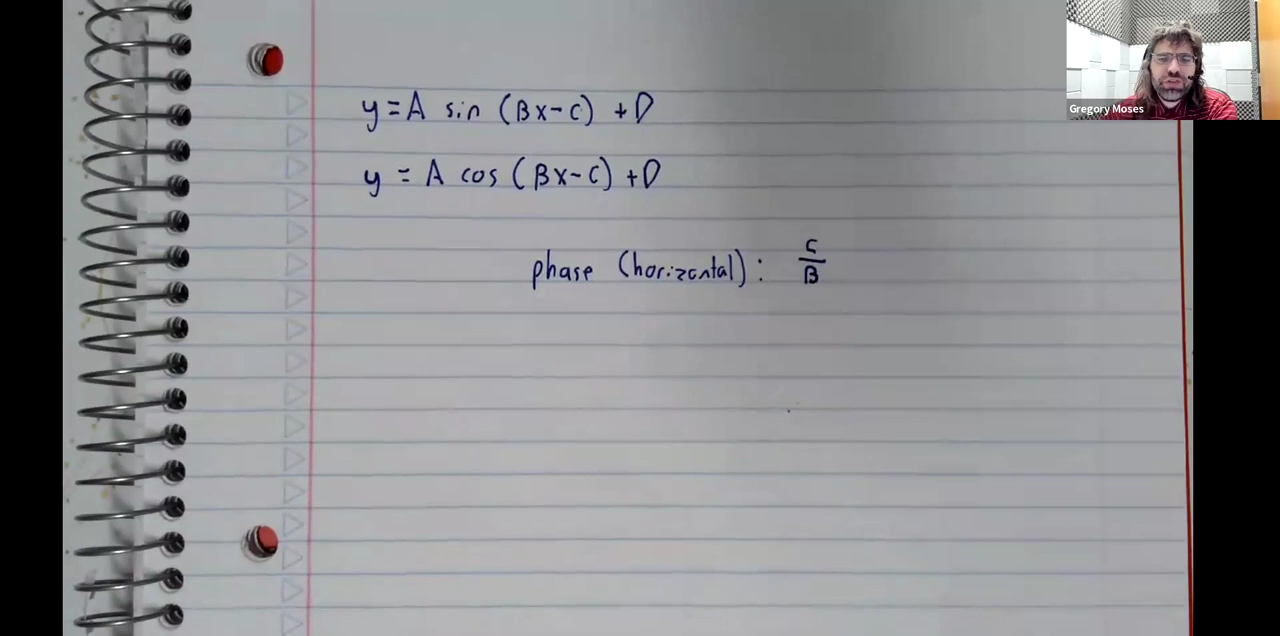 y = A sin (Bx - C) + D
y = A cos (Bx - C) + D
phase (horizontal): C/B
Gregory Moses